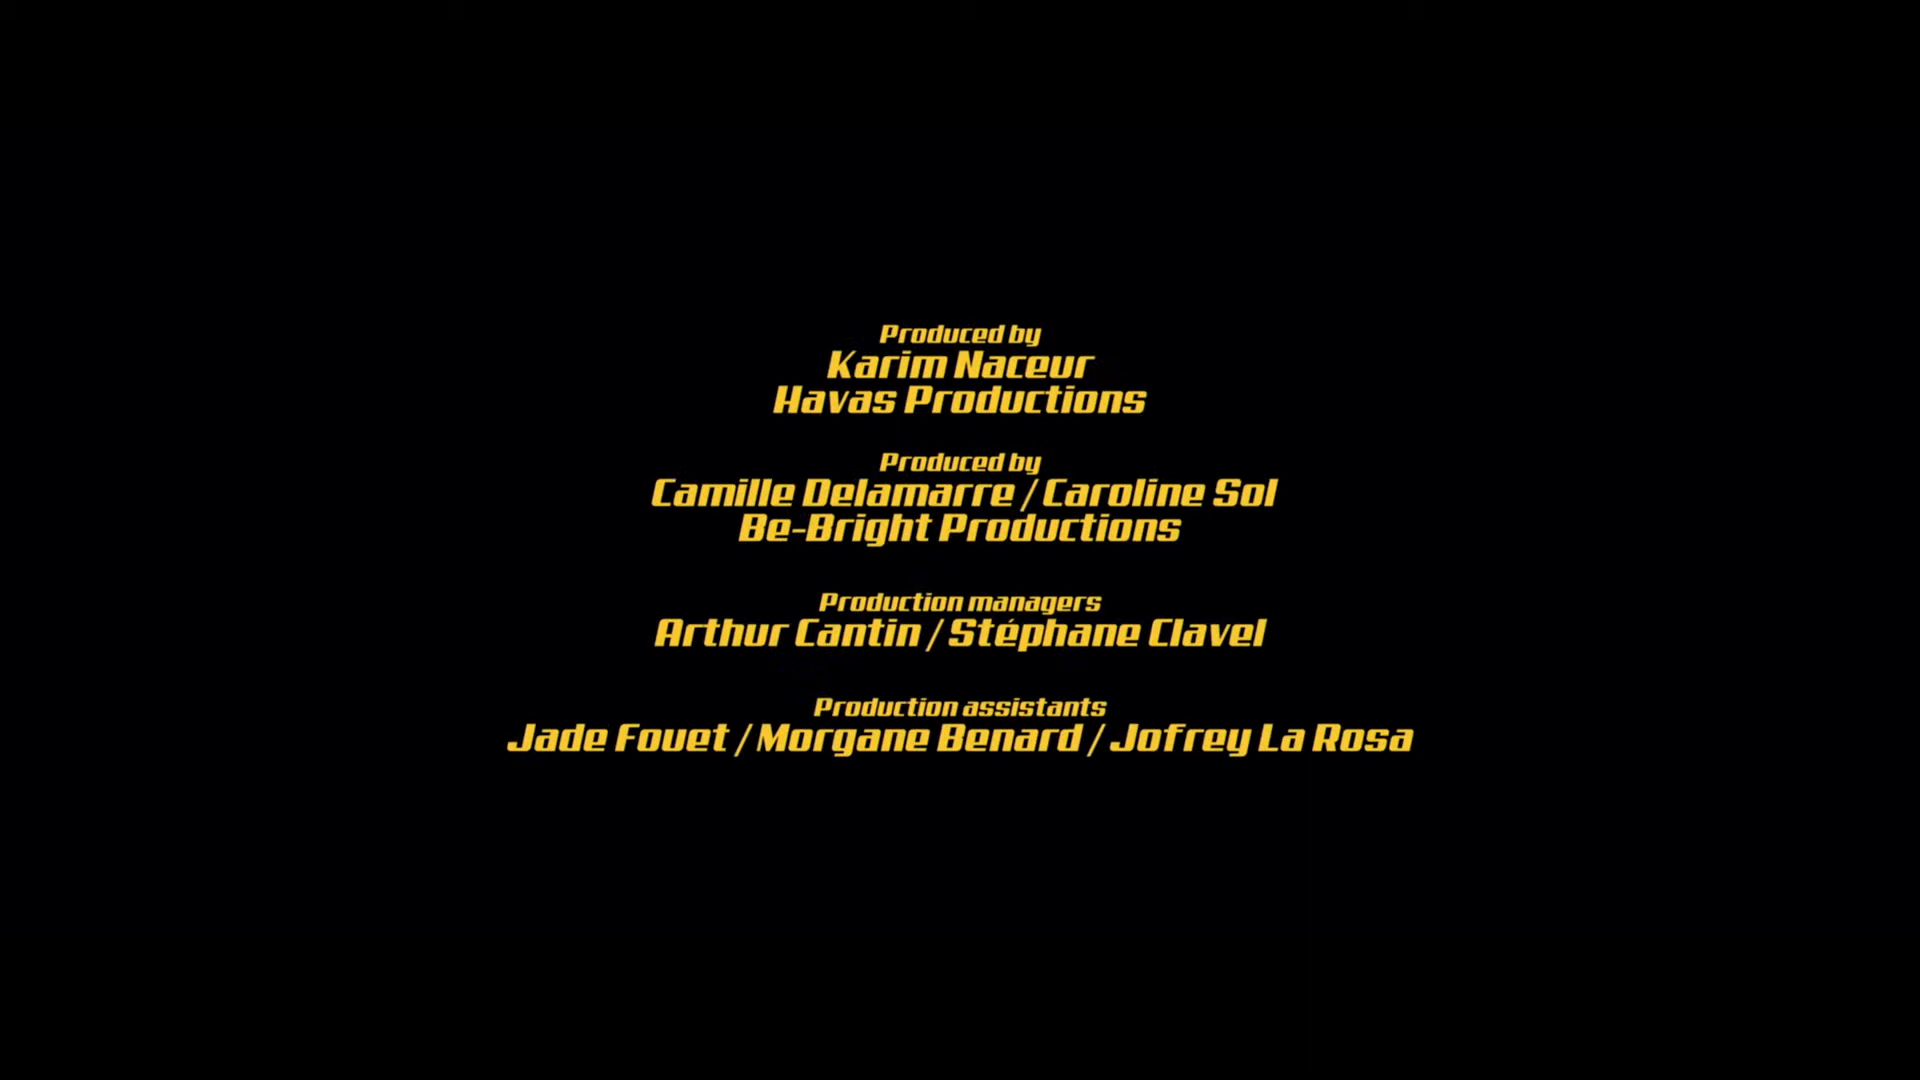 Produced by
Karim Naceur
Havas Productions
Produced by
Camille Delamarre / Caroline Sol
Be-Bright Productions
Production managers
Arthur Cantin / Stéphane Clavel
Production assistants
Jade Fouet / Morgane Benard / Jofrey La Rosa